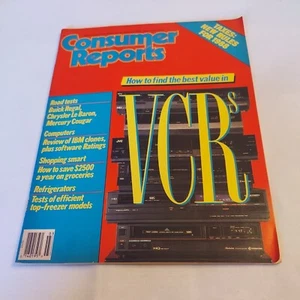 Consumer
Reports
TAXES:
NEW RULES
FOR 1988
How to find the best value in
VCRs
Road tests
Buick Regal,
Chrysler Le Baron,
Mercury Cougar
Computers
Review of IBM clones,
plus software Ratings
Shopping smart
How to save $2500
a year on groceries
Refrigerators
Tests of efficient
top-freezer models